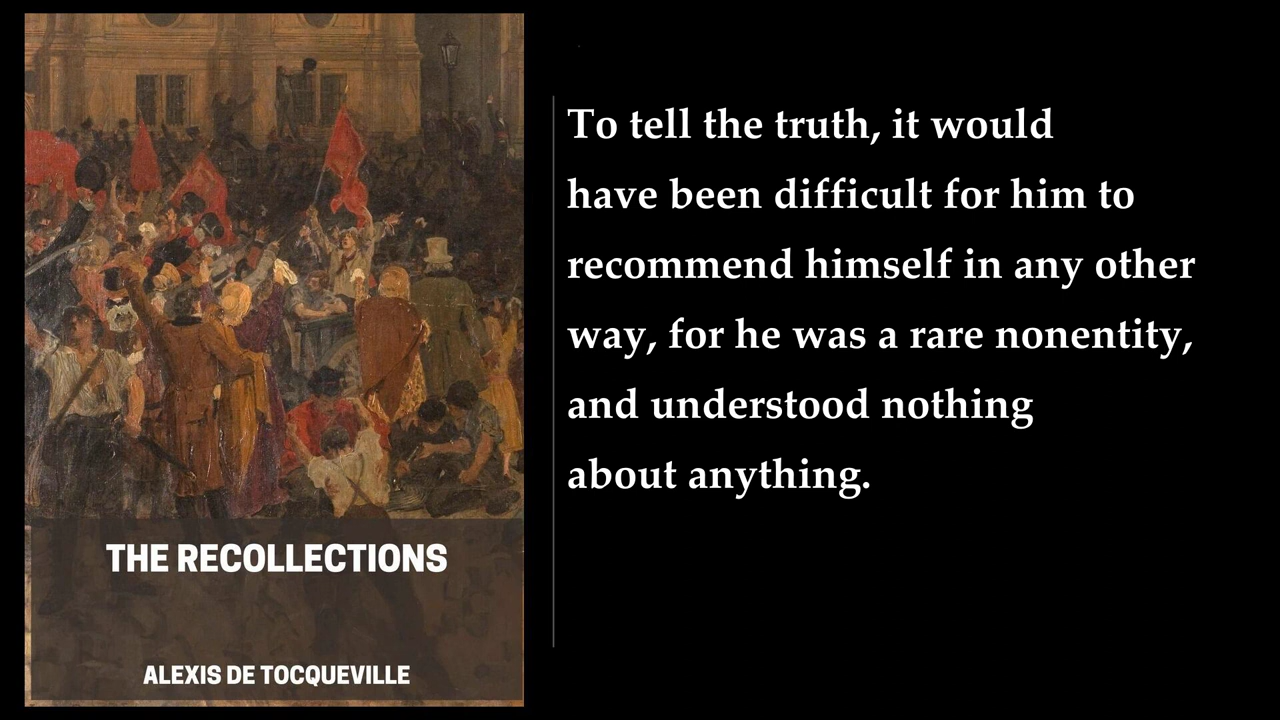 THE RECOLLECTIONS
ALEXIS DE TOCQUEVILLE
To tell the truth, it would
have been difficult for him to
recommend himself in any other
way, for he was a rare nonentity,
and understood nothing
about anything.